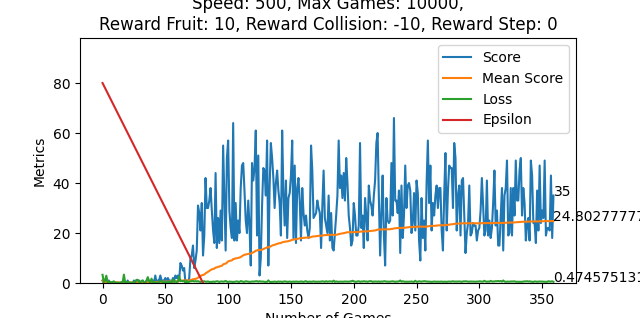 Speed: 500, Max Games: 10000,
Reward Fruit: 10, Reward Collision: -10, Reward Step: 0
Score
Mean Score
Loss
Epsilon
Metrics
80
60
40
20
0
35
24.80277777
0.474575131
0 50 100 150 200 250 300 350
Number of Games